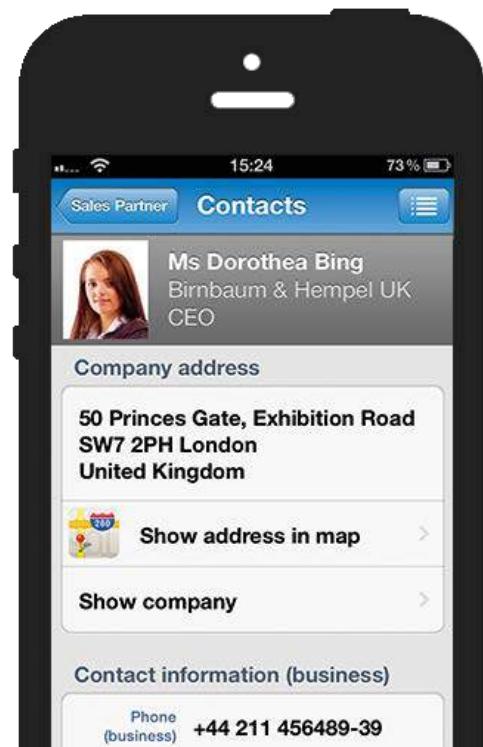 15:24
73 %
Sales Partner
Contacts
Ms Dorothea Bing
Birnbaum & Hempel UK
CEO
Company address
50 Princes Gate, Exhibition Road
SW7 2PH London
United Kingdom
280
Show address in map
Show company
Contact information (business)
Phone
(business)
+44 211 456489-39